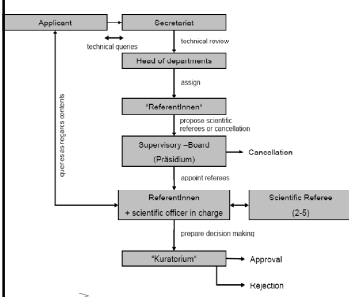 Applicant
Secretariat
technical queries
technical review
Head of departments
assign
"ReferentInnen"
propose scientific
referees or cancellation
Supervisory –Board
(Präsidium)
Cancellation
queries as regards contents
appoint referees
ReferentInnen
+ scientific officer in charge
Scientific Referee
(2-5)
prepare decision making
"Kuratorium"
Approval
Rejection